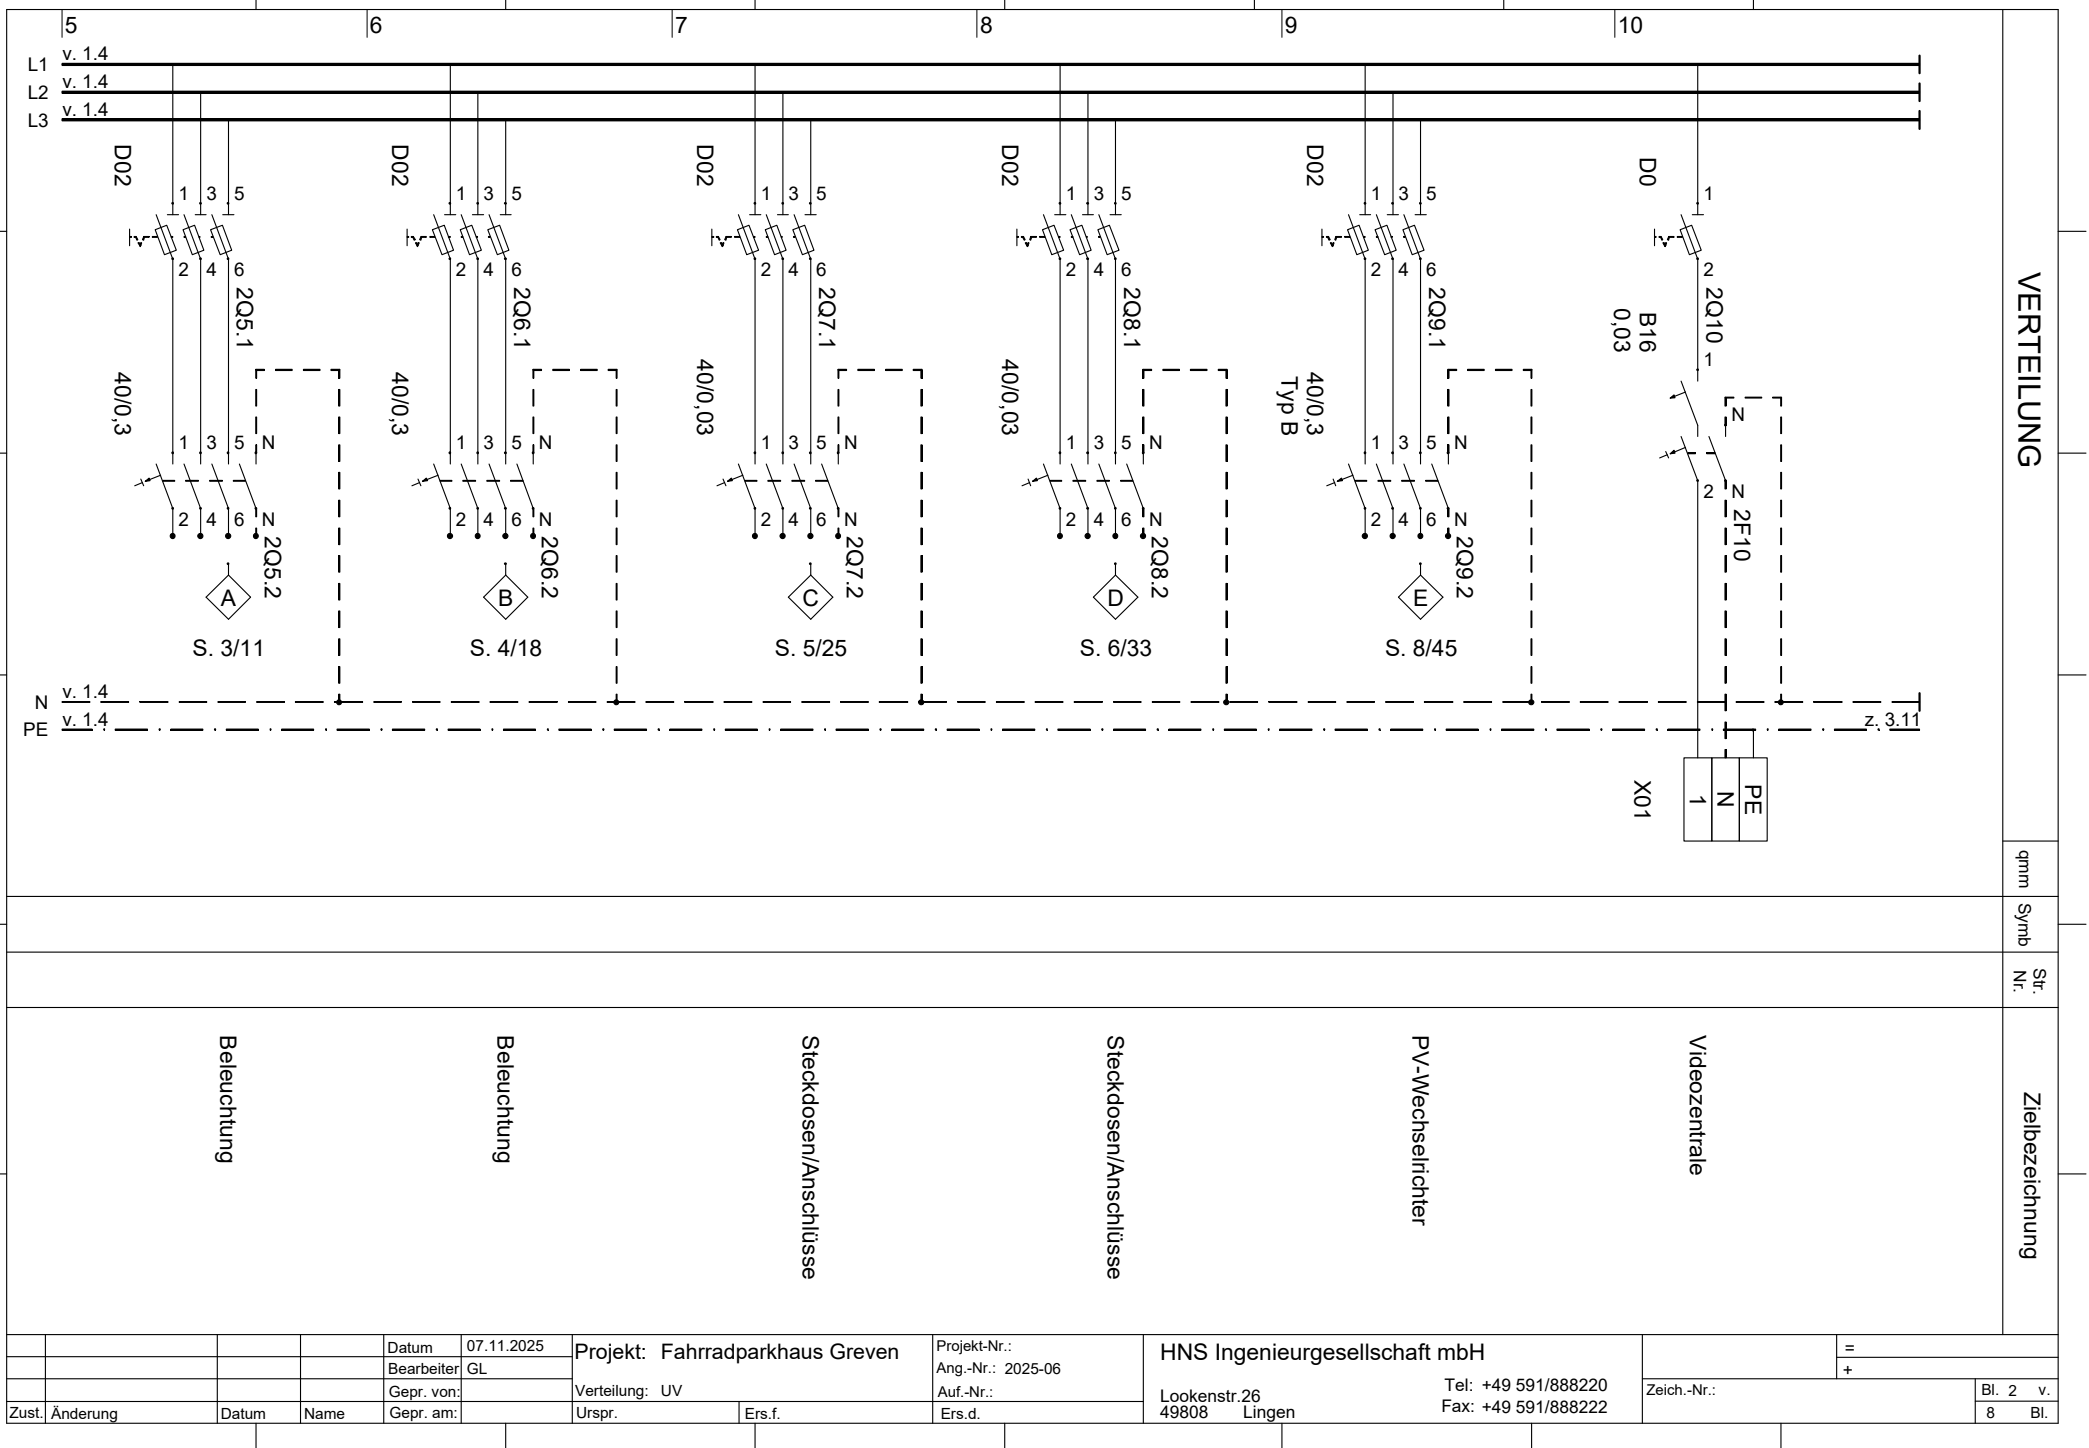 5 6 7 8 9 10
L1 v. 1.4
L2 v. 1.4
L3 v. 1.4
D02 D02 D02 D02 D02 D0
1 3 5 1 3 5 1 3 5 1 3 5 1 3 5 1
2 4 6 2 4 6 2 4 6 2 4 6 2 4 6 2
2Q5.1 2Q6.1 2Q7.1 2Q8.1 2Q9.1 2Q10
B16
0,03
1
40/0,3 40/0,3 40/0,03 40/0,03 40/0,3
Typ B
N
1 3 5 N 1 3 5 N 1 3 5 N 1 3 5 N 1 3 5 N
2 N
2 4 6 N 2 4 6 N 2 4 6 N 2 4 6 N 2 4 6 N
2Q5.2 2Q6.2 2Q7.2 2Q8.2 2Q9.2 2F10
A B C D E
S. 3/11 S. 4/18 S. 5/25 S. 6/33 S. 8/45
N v. 1.4
PE v. 1.4 z. 3.11
X01 1 N PE
VERTEILUNG
qmm
Symb
Str.
Nr.
Zielbezeichnung
Beleuchtung
Beleuchtung
Steckdosen/Anschlüsse
Steckdosen/Anschlüsse
PV-Wechselrichter
Videozentrale
Datum 07.11.2025
Bearbeiter GL
Gepr. von:
Zust. Änderung Datum Name Gepr. am:
Projekt: Fahrradparkhaus Greven
Verteilung: UV
Urspr. Ers.f. Ers.d.
Projekt-Nr.:
Ang.-Nr.: 2025-06
Auf.-Nr.:
HNS Ingenieurgesellschaft mbH
Lookenstr.26 Tel: +49 591/888220
49808 Lingen Fax: +49 591/888222
=
+
Zeich.-Nr.: Bl. 2 v.
8 Bl.